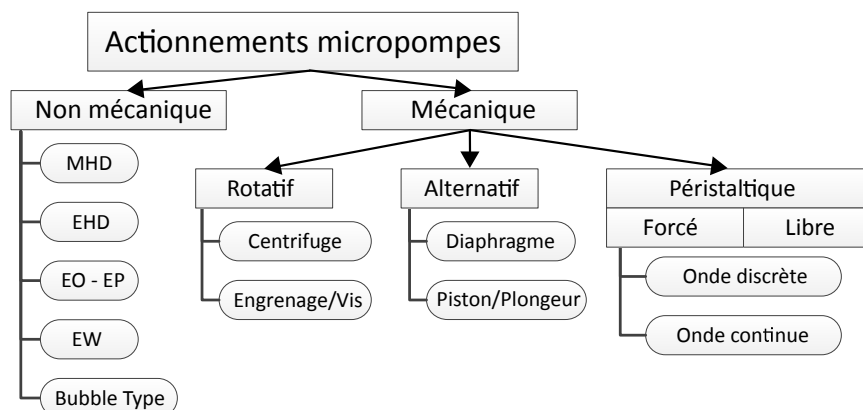 Actionnements micropompes
Non mécanique
Mécanique
MHD
EHD
EO - EP
EW
Bubble Type
Rotatif
Centrifuge
Engrenage/Vis
Alternatif
Diaphragme
Piston/Plongeur
Péristaltique
Forcé
Libre
Onde discrète
Onde continue